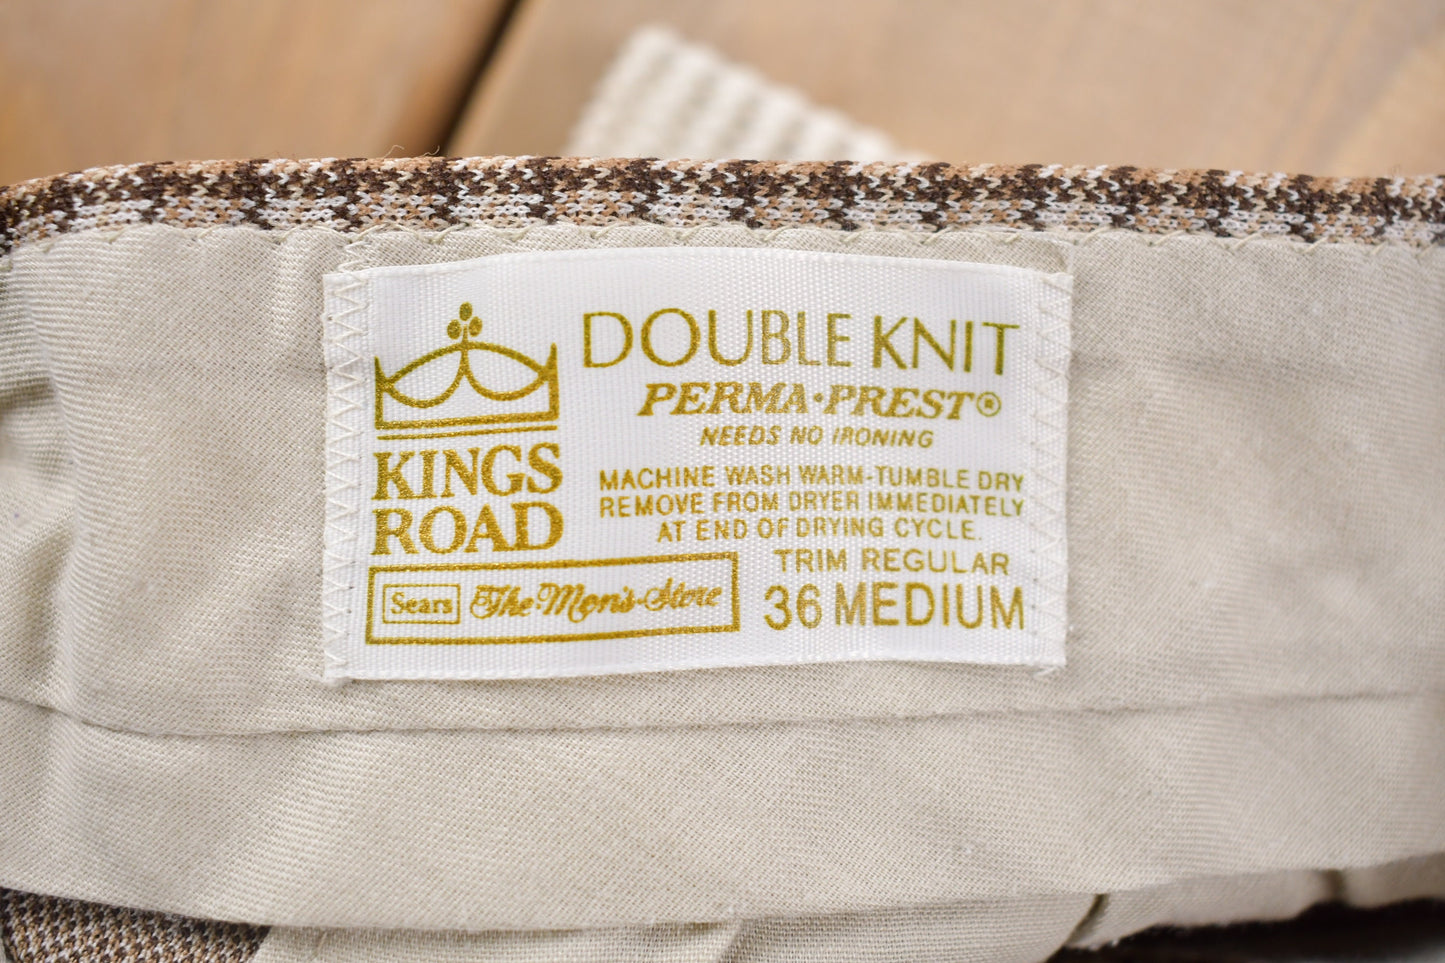 KINGS
ROAD
Sears The Men's Store
DOUBLE KNIT
PERMA·PREST®
NEEDS NO IRONING
MACHINE WASH WARM-TUMBLE DRY
REMOVE FROM DRYER IMMEDIATELY
AT END OF DRYING CYCLE.
TRIM REGULAR
36 MEDIUM